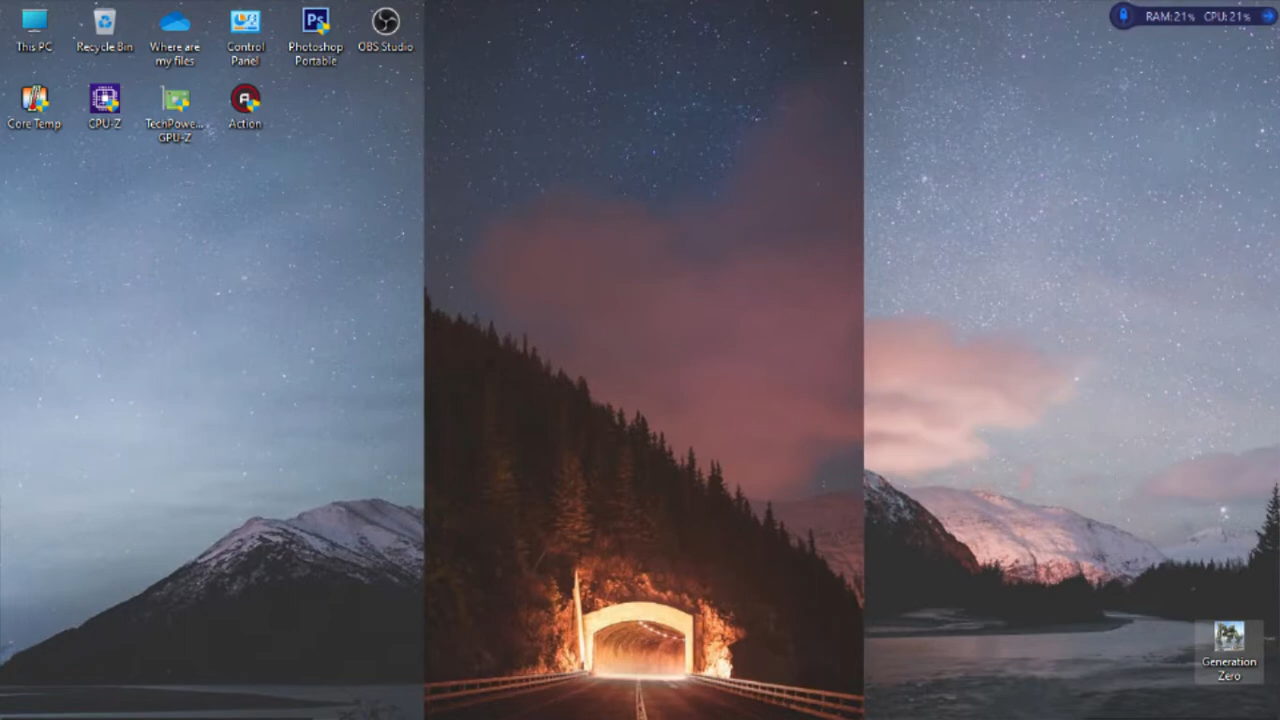 This PC
Recycle Bin
Where are
my files
Control
Panel
Ps
Photoshop
Portable
OBS Studio
RAM:21% CPU:21%
Core Temp
CPU-Z
TechPowe...
GPU-Z
Action
Generation
Zero